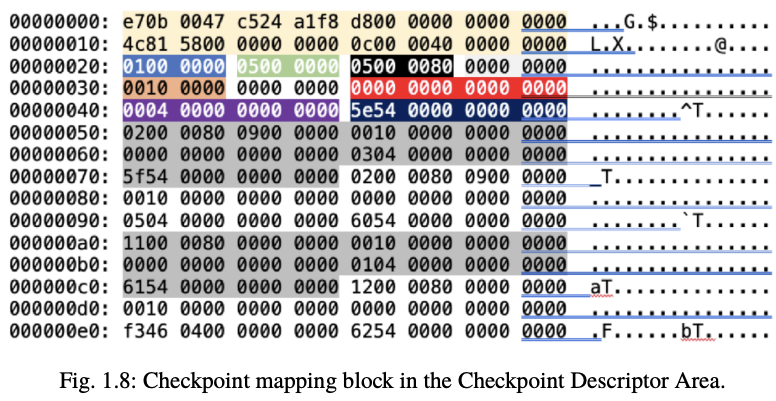 00000000: e70b 0047 c524 a1f8 d800 0000 0000 0000 ...G.$..........
00000010: 4c81 5800 0000 0000 0c00 0040 0000 0000 L.X........@....
00000020: 0100 0000 0500 0000 0500 0080 0000 0000 ................
00000030: 0010 0000 0000 0000 0000 0000 0000 0000 ................
00000040: 0004 0000 0000 0000 5e54 0000 0000 0000 ........^T......
00000050: 0200 0080 0900 0000 0010 0000 0000 0000 ................
00000060: 0000 0000 0000 0000 0304 0000 0000 0000 ................
00000070: 5f54 0000 0000 0000 0200 0080 0900 0000 _T..............
00000080: 0010 0000 0000 0000 0000 0000 0000 0000 ................
00000090: 0504 0000 0000 0000 6054 0000 0000 0000 ........`T......
000000a0: 1100 0080 0000 0000 0010 0000 0000 0000 ................
000000b0: 0000 0000 0000 0000 0104 0000 0000 0000 ................
000000c0: 6154 0000 0000 0000 1200 0080 0000 0000 aT..............
000000d0: 0010 0000 0000 0000 0000 0000 0000 0000 ................
000000e0: f346 0400 0000 0000 6254 0000 0000 0000 .F......bT......
Fig. 1.8: Checkpoint mapping block in the Checkpoint Descriptor Area.